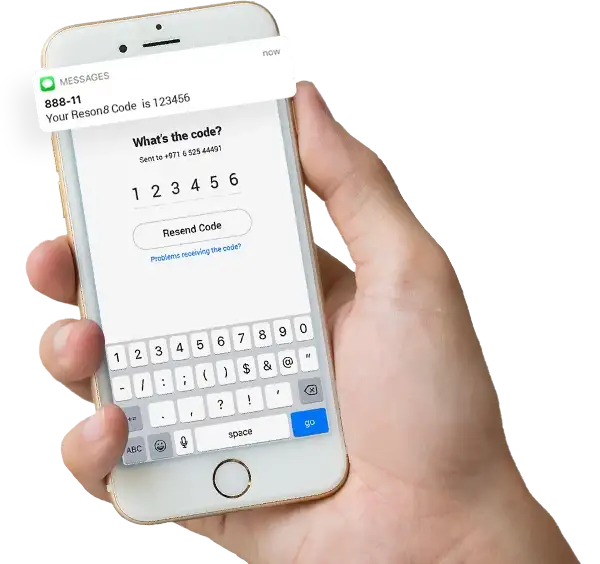 MESSAGES
now
888-11
Your Reson8 Code is 123456
What's the code?
Sent to +971 6 525 44491
1 2 3 4 5 6
Resend Code
Problems receiving the code?
1 2 3 4 5 6 7 8 9 0
- / : ; ( ) $ & @ "
. , ? ! '
ABC space go